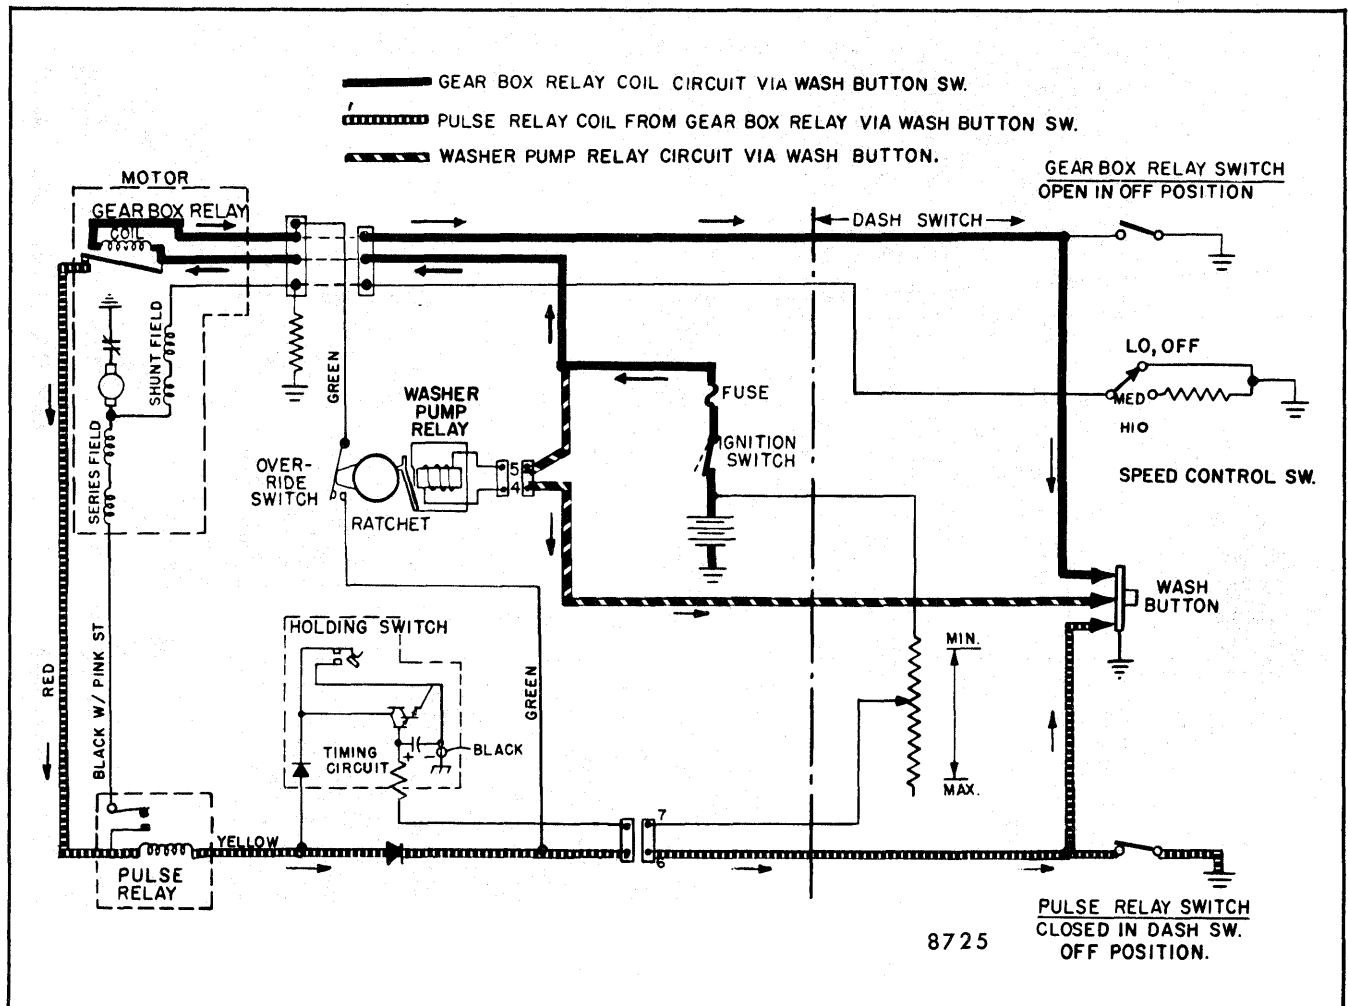 GEAR BOX RELAY COIL CIRCUIT VIA WASH BUTTON SW.
PULSE RELAY COIL FROM GEAR BOX RELAY VIA WASH BUTTON SW.
WASHER PUMP RELAY CIRCUIT VIA WASH BUTTON.
GEAR BOX RELAY SWITCH
OPEN IN OFF POSITION
MOTOR
GEAR BOX RELAY
COIL
DASH SWITCH
SHUNT FIELD
SERIES FIELD
GREEN
WASHER
PUMP
RELAY
FUSE
IGNITION
SWITCH
LO, OFF
MED
HI
SPEED CONTROL SW.
OVER-
RIDE
SWITCH
RATCHET
5
4
WASH
BUTTON
HOLDING SWITCH
RED
BLACK W/ PINK ST
GREEN
TIMING
CIRCUIT
+
-
BLACK
MIN.
MAX.
YELLOW
7
6
PULSE
RELAY
PULSE RELAY SWITCH
CLOSED IN DASH SW.
OFF POSITION.
8725